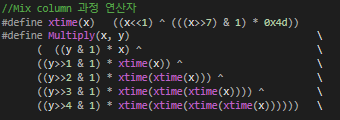 //Mix column 과정 연산자
#define xtime(x)   ((x<<1) ^ (((x>>7) & 1) * 0x4d))
#define Multiply(x, y)                                \
      (  ((y & 1) * x) ^                              \
      ((y>>1 & 1) * xtime(x)) ^                       \
      ((y>>2 & 1) * xtime(xtime(x))) ^                \
      ((y>>3 & 1) * xtime(xtime(xtime(x)))) ^         \
      ((y>>4 & 1) * xtime(xtime(xtime(xtime(x))))))   \